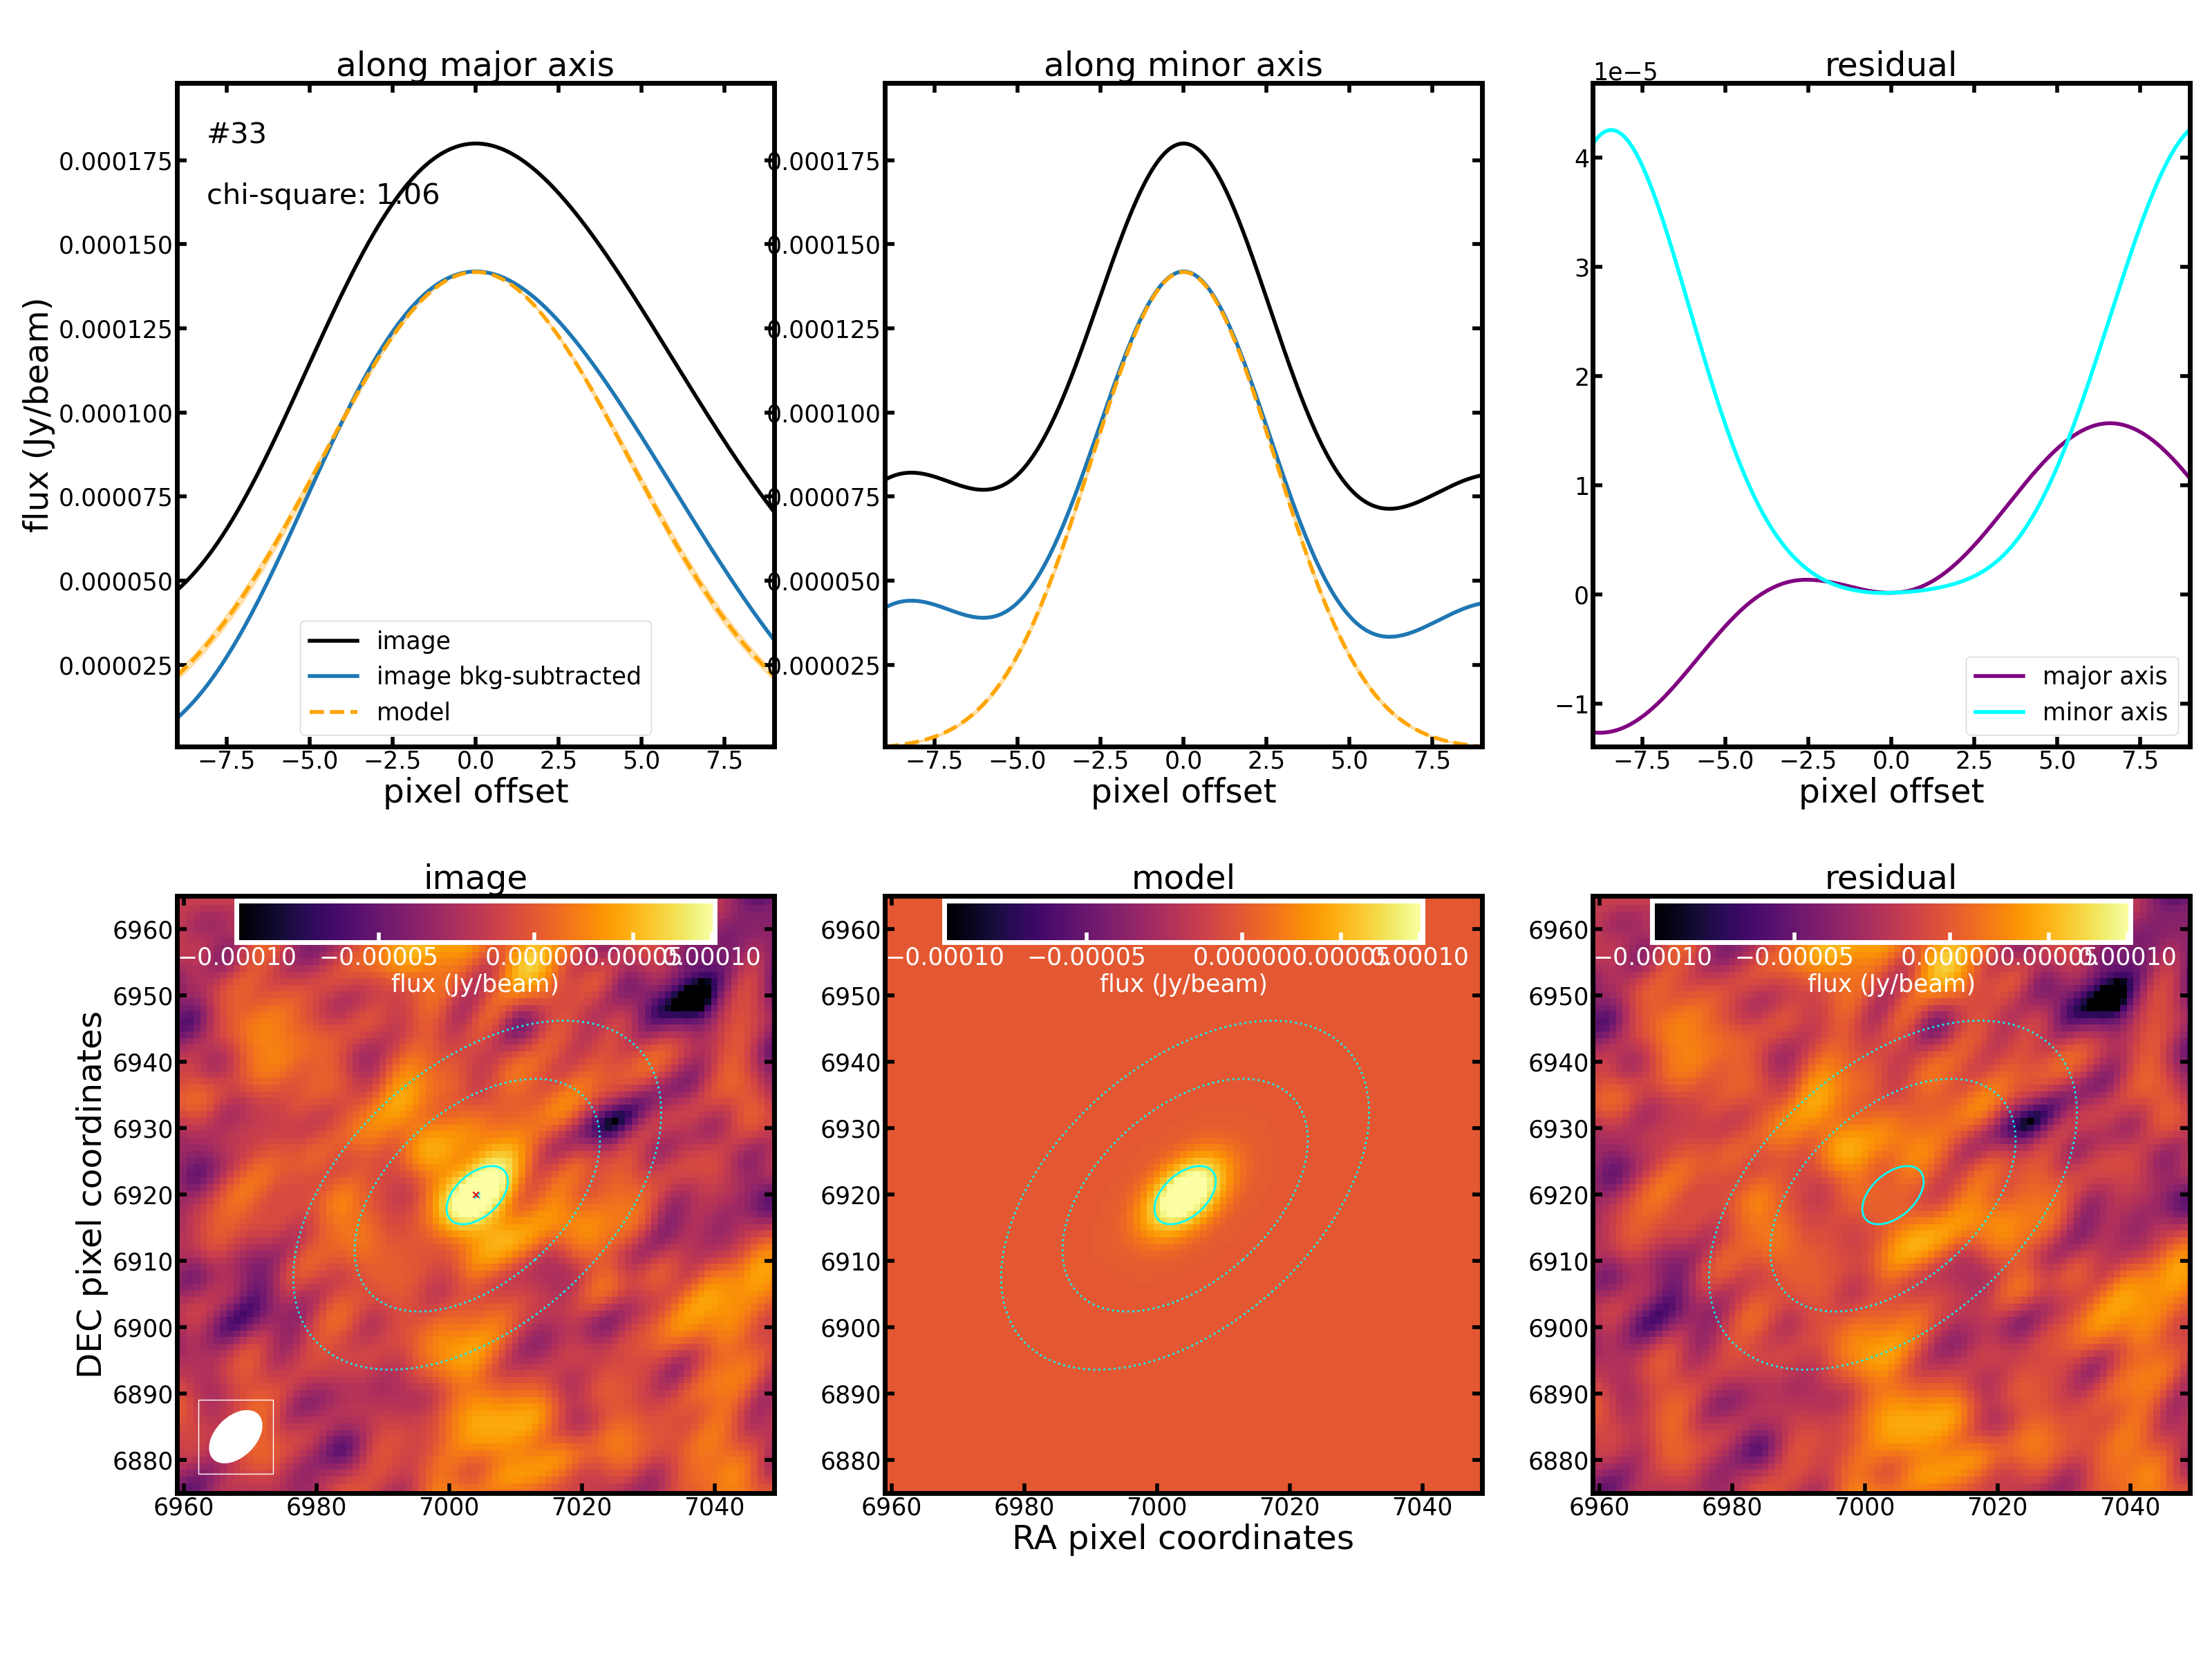 along major axis
along minor axis
residual
1e−5
#33
chi-square: 1.06
flux (Jy/beam)
0.000175
0.000150
0.000125
0.000100
0.000075
0.000050
0.000025
image
image bkg-subtracted
model
−7.5 −5.0 −2.5 0.0 2.5 5.0 7.5
pixel offset
0.000175
0.000150
0.000125
0.000100
0.000075
0.000050
0.000025
−7.5 −5.0 −2.5 0.0 2.5 5.0 7.5
pixel offset
4
3
2
1
0
−1
major axis
minor axis
−7.5 −5.0 −2.5 0.0 2.5 5.0 7.5
pixel offset
image
model
residual
DEC pixel coordinates
−0.00010 −0.00005 0.00000 0.00005 0.00010
flux (Jy/beam)
6960
6950
6940
6930
6920
6910
6900
6890
6880
6960 6980 7000 7020 7040
−0.00010 −0.00005 0.00000 0.00005 0.00010
flux (Jy/beam)
6960
6950
6940
6930
6920
6910
6900
6890
6880
6960 6980 7000 7020 7040
RA pixel coordinates
−0.00010 −0.00005 0.00000 0.00005 0.00010
flux (Jy/beam)
6960
6950
6940
6930
6920
6910
6900
6890
6880
6960 6980 7000 7020 7040